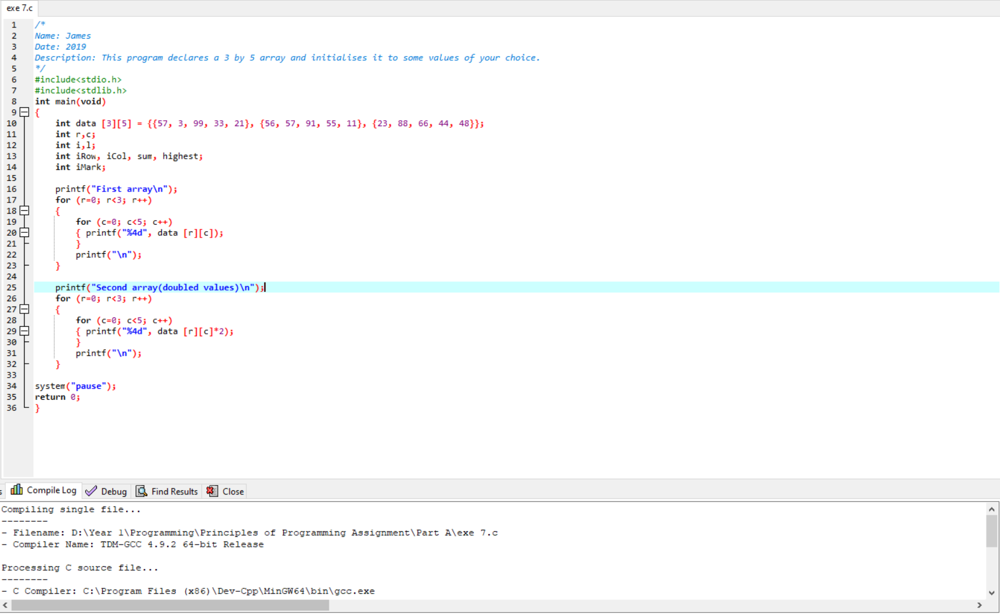 exe 7.c
1 /*
2 Name: James
3 Date: 2019
4 Description: This program declares a 3 by 5 array and initialises it to some values of your choice.
5 */
6 #include<stdio.h>
7 #include<stdlib.h>
8 int main(void)
9 {
10 int data [3][5] = {{57, 3, 99, 33, 21}, {56, 57, 91, 55, 11}, {23, 88, 66, 44, 48}};
11 int r,c;
12 int i,l;
13 int iRow, iCol, sum, highest;
14 int iMark;
15
16 printf("First array\n");
17 for (r=0; r<3; r++)
18 {
19 for (c=0; c<5; c++)
20 { printf("%4d", data [r][c]);
21 }
22 printf("\n");
23 }
24
25 printf("Second array(doubled values)\n");
26 for (r=0; r<3; r++)
27 {
28 for (c=0; c<5; c++)
29 { printf("%4d", data [r][c]*2);
30 }
31 printf("\n");
32 }
33
34 system("pause");
35 return 0;
36 }
s Compile Log Debug Find Results Close
Compiling single file...
--------
- Filename: D:\Year 1\Programming\Principles of Programming Assignment\Part A\exe 7.c
- Compiler Name: TDM-GCC 4.9.2 64-bit Release
Processing C source file...
--------
- C Compiler: C:\Program Files (x86)\Dev-Cpp\MinGW64\bin\gcc.exe